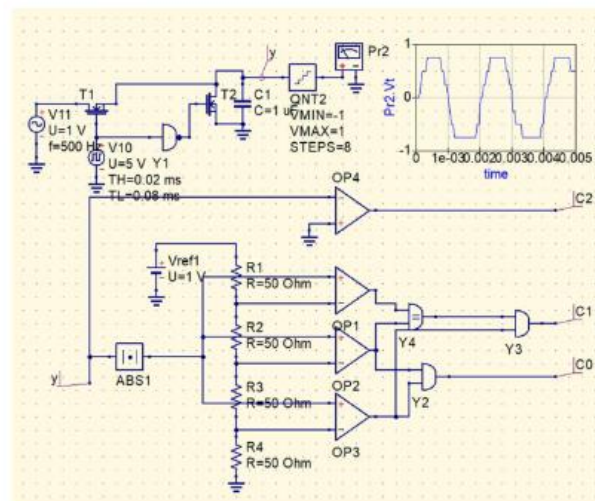 y
Pr2
T1
T2
C1
C=1 uF
QNT2
VMIN=-1
VMAX=1
STEPS=8
V11
U=1 V
f=500 Hz
V10
U=5 V
Y1
TH=0.02 ms
TL=0.08 ms
Pr2.Vt
1
0
-1
0 1e-03 0.002 0.003 0.004 0.005
time
OP4
C2
Vref1
U=1 V
R1
R=50 Ohm
OP1
R2
R=50 Ohm
OP2
R3
R=50 Ohm
OP3
R4
R=50 Ohm
y
ABS1
=
Y4
Y3
Y2
C1
C0